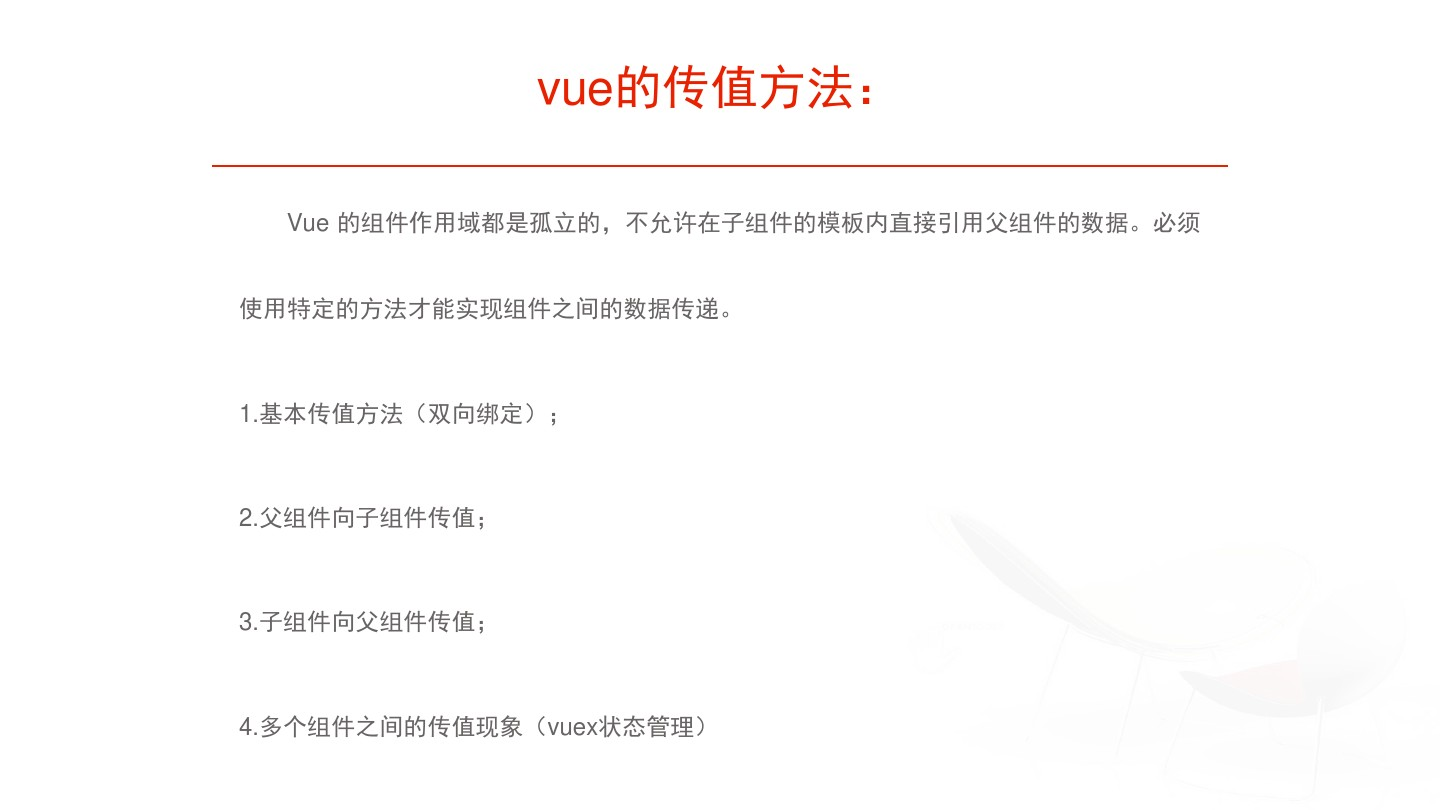 vue的传值方法：
Vue 的组件作用域都是孤立的，不允许在子组件的模板内直接引用父组件的数据。必须
使用特定的方法才能实现组件之间的数据传递。
1.基本传值方法（双向绑定）；
2.父组件向子组件传值；
3.子组件向父组件传值；
4.多个组件之间的传值现象（vuex状态管理）